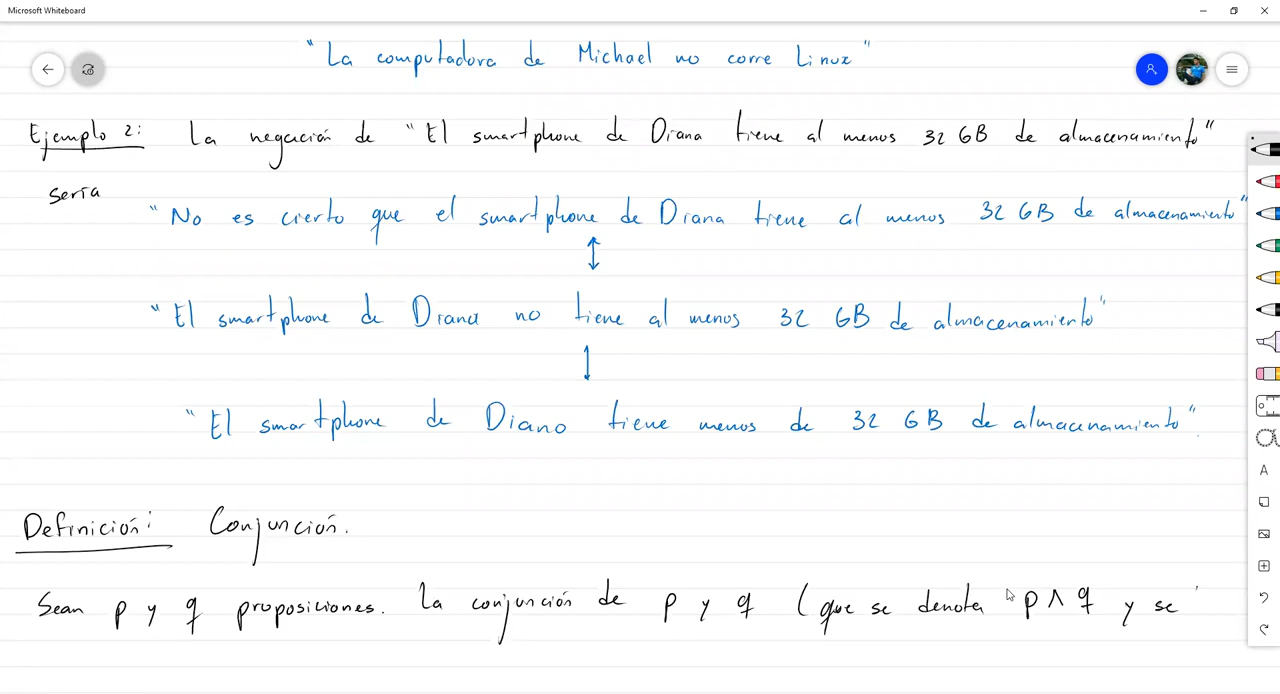 Microsoft Whiteboard
"La computadora de Michael no corre Linux"
Ejemplo 2: La negación de "El smartphone de Diana tiene al menos 32 GB de almacenamiento"
sería
"No es cierto que el smartphone de Diana tiene al menos 32 GB de almacenamiento"
"El smartphone de Diana no tiene al menos 32 GB de almacenamiento"
"El smartphone de Diana tiene menos de 32 GB de almacenamiento".
Definición: Conjunción.
Sean p y q proposiciones. La conjunción de p y q (que se denota p ∧ q y se